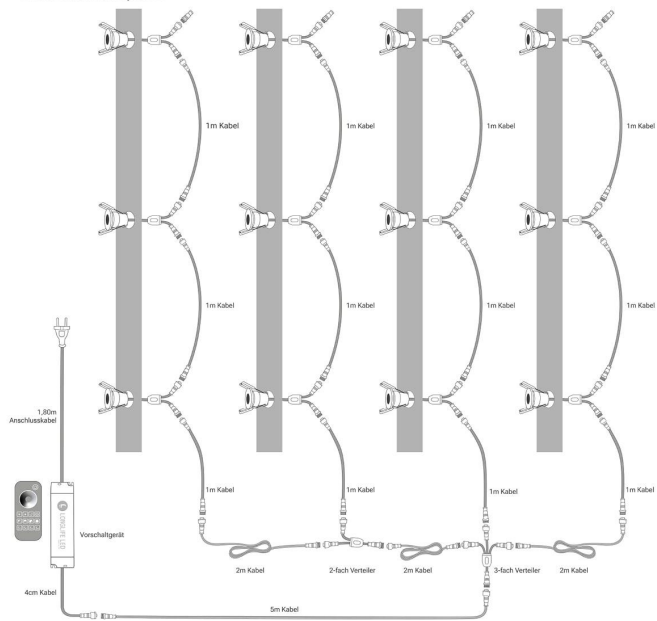 1m Kabel
1m Kabel
1m Kabel
1m Kabel
1m Kabel
1m Kabel
1m Kabel
1m Kabel
1,80m
Anschlusskabel
1m Kabel
1m Kabel
1m Kabel
1m Kabel
LONGLIFE LED
Vorschaltgerät
2m Kabel
2-fach Verteiler
2m Kabel
3-fach Verteiler
2m Kabel
4cm Kabel
5m Kabel